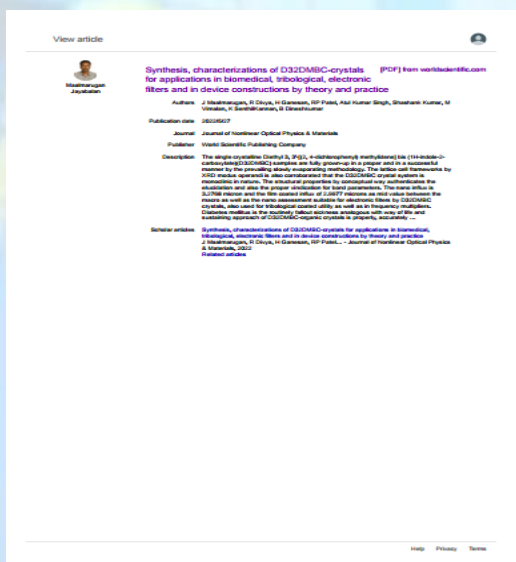 View article
Maalmarugan
Jayabalan
Synthesis, characterizations of D32DMBC-crystals
for applications in biomedical, tribological, electronic
filters and in device constructions by theory and practice
[PDF] from worldscientific.com
Authors J Maalmarugan, R Divya, H Ganesan, RP Patel, Atul Kumar Singh, Shashank Kumar, M
Vimalan, K SenthilKannan, B Dineshkumar
Publication date 2022/5/27
Journal Journal of Nonlinear Optical Physics & Materials
Publisher World Scientific Publishing Company
Description The single crystalline Diethyl 3, 3'-[(2, 4-dichlorophenyl) methylidene] bis (1H-indole-2-
carboxylate)(D32DMBC) samples are fully grown-up in a proper and in a successful
manner by the prevailing slowly evaporating methodology. The lattice cell frameworks by
XRD modus operandi is also corroborated that the D32DMBC crystal system is
monoclinic in nature. The structural properties by conceptual way authenticates the
elucidation and also the proper vindication for band parameters. The nano influx is
micron and the film coated influx of microns as mid value between the
macro as well as the nano assessment suitable for electronic filters by D32DMBC
crystals, also used for tribological coated utility as well as in frequency multipliers.
Diabetes mellitus is the routinely fallout sickness analogous with way of life and
sustaining approach of D32DMBC-organic crystals is properly, accurately ...
Scholar articles Synthesis, characterizations of D32DMBC-crystals for applications in biomedical,
tribological, electronic filters and in device constructions by theory and practice
J Maalmarugan, R Divya, H Ganesan, RP Patel... - Journal of Nonlinear Optical Physics
& Materials, 2022
Related articles
Help Privacy Terms